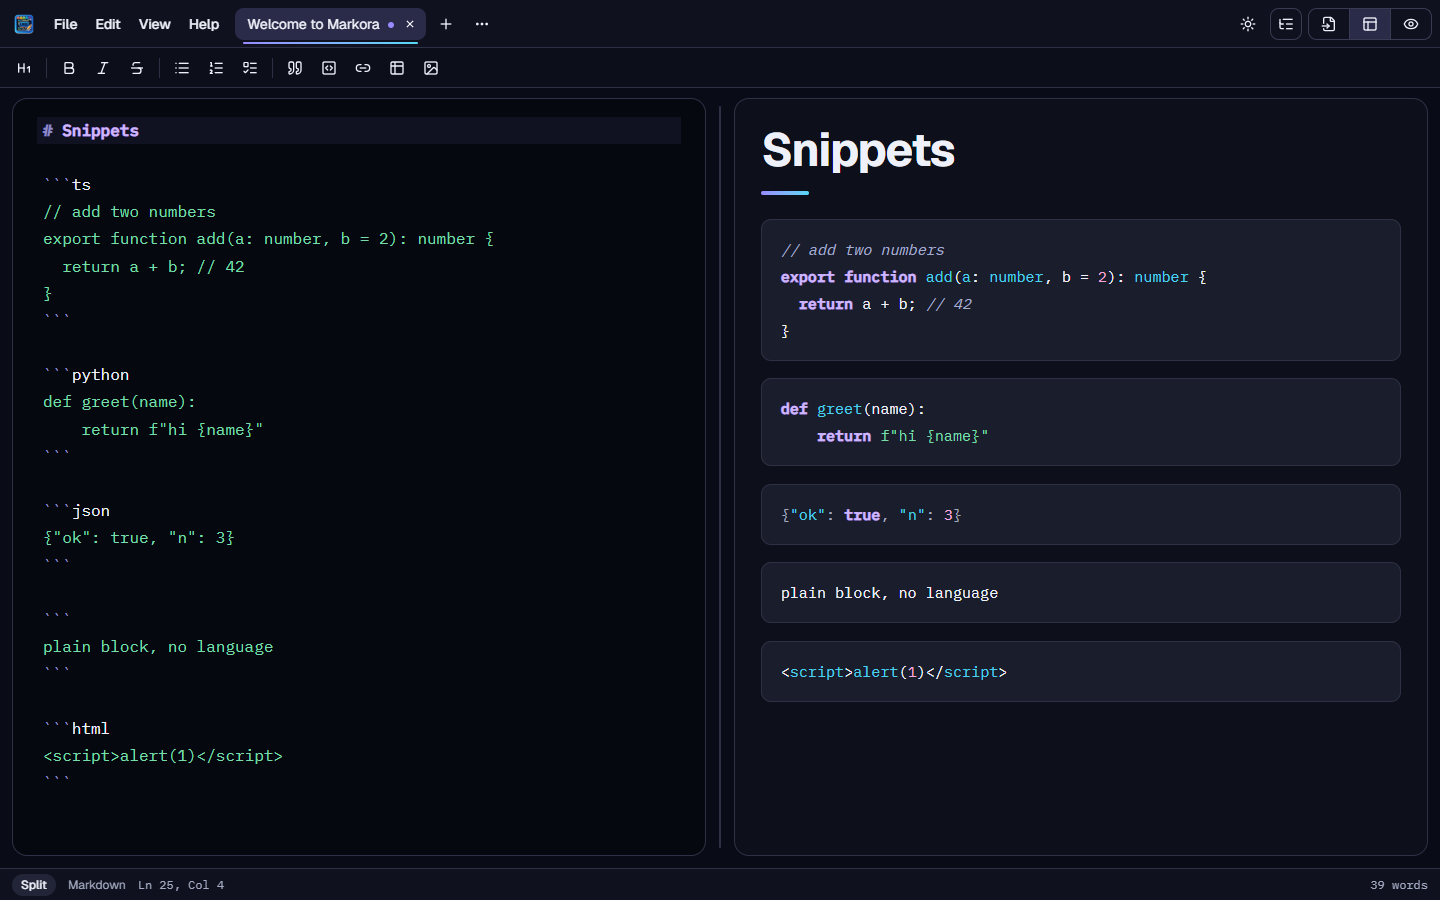 File Edit View Help Welcome to Markora
H1
# Snippets
```ts
// add two numbers
export function add(a: number, b = 2): number {
  return a + b; // 42
}
```
```python
def greet(name):
    return f"hi {name}"
```
```json
{"ok": true, "n": 3}
```
```
plain block, no language
```
```html
<script>alert(1)</script>
```
Snippets
// add two numbers
export function add(a: number, b = 2): number {
  return a + b; // 42
}
def greet(name):
    return f"hi {name}"
{"ok": true, "n": 3}
plain block, no language
<script>alert(1)</script>
Split Markdown Ln 25, Col 4 39 words